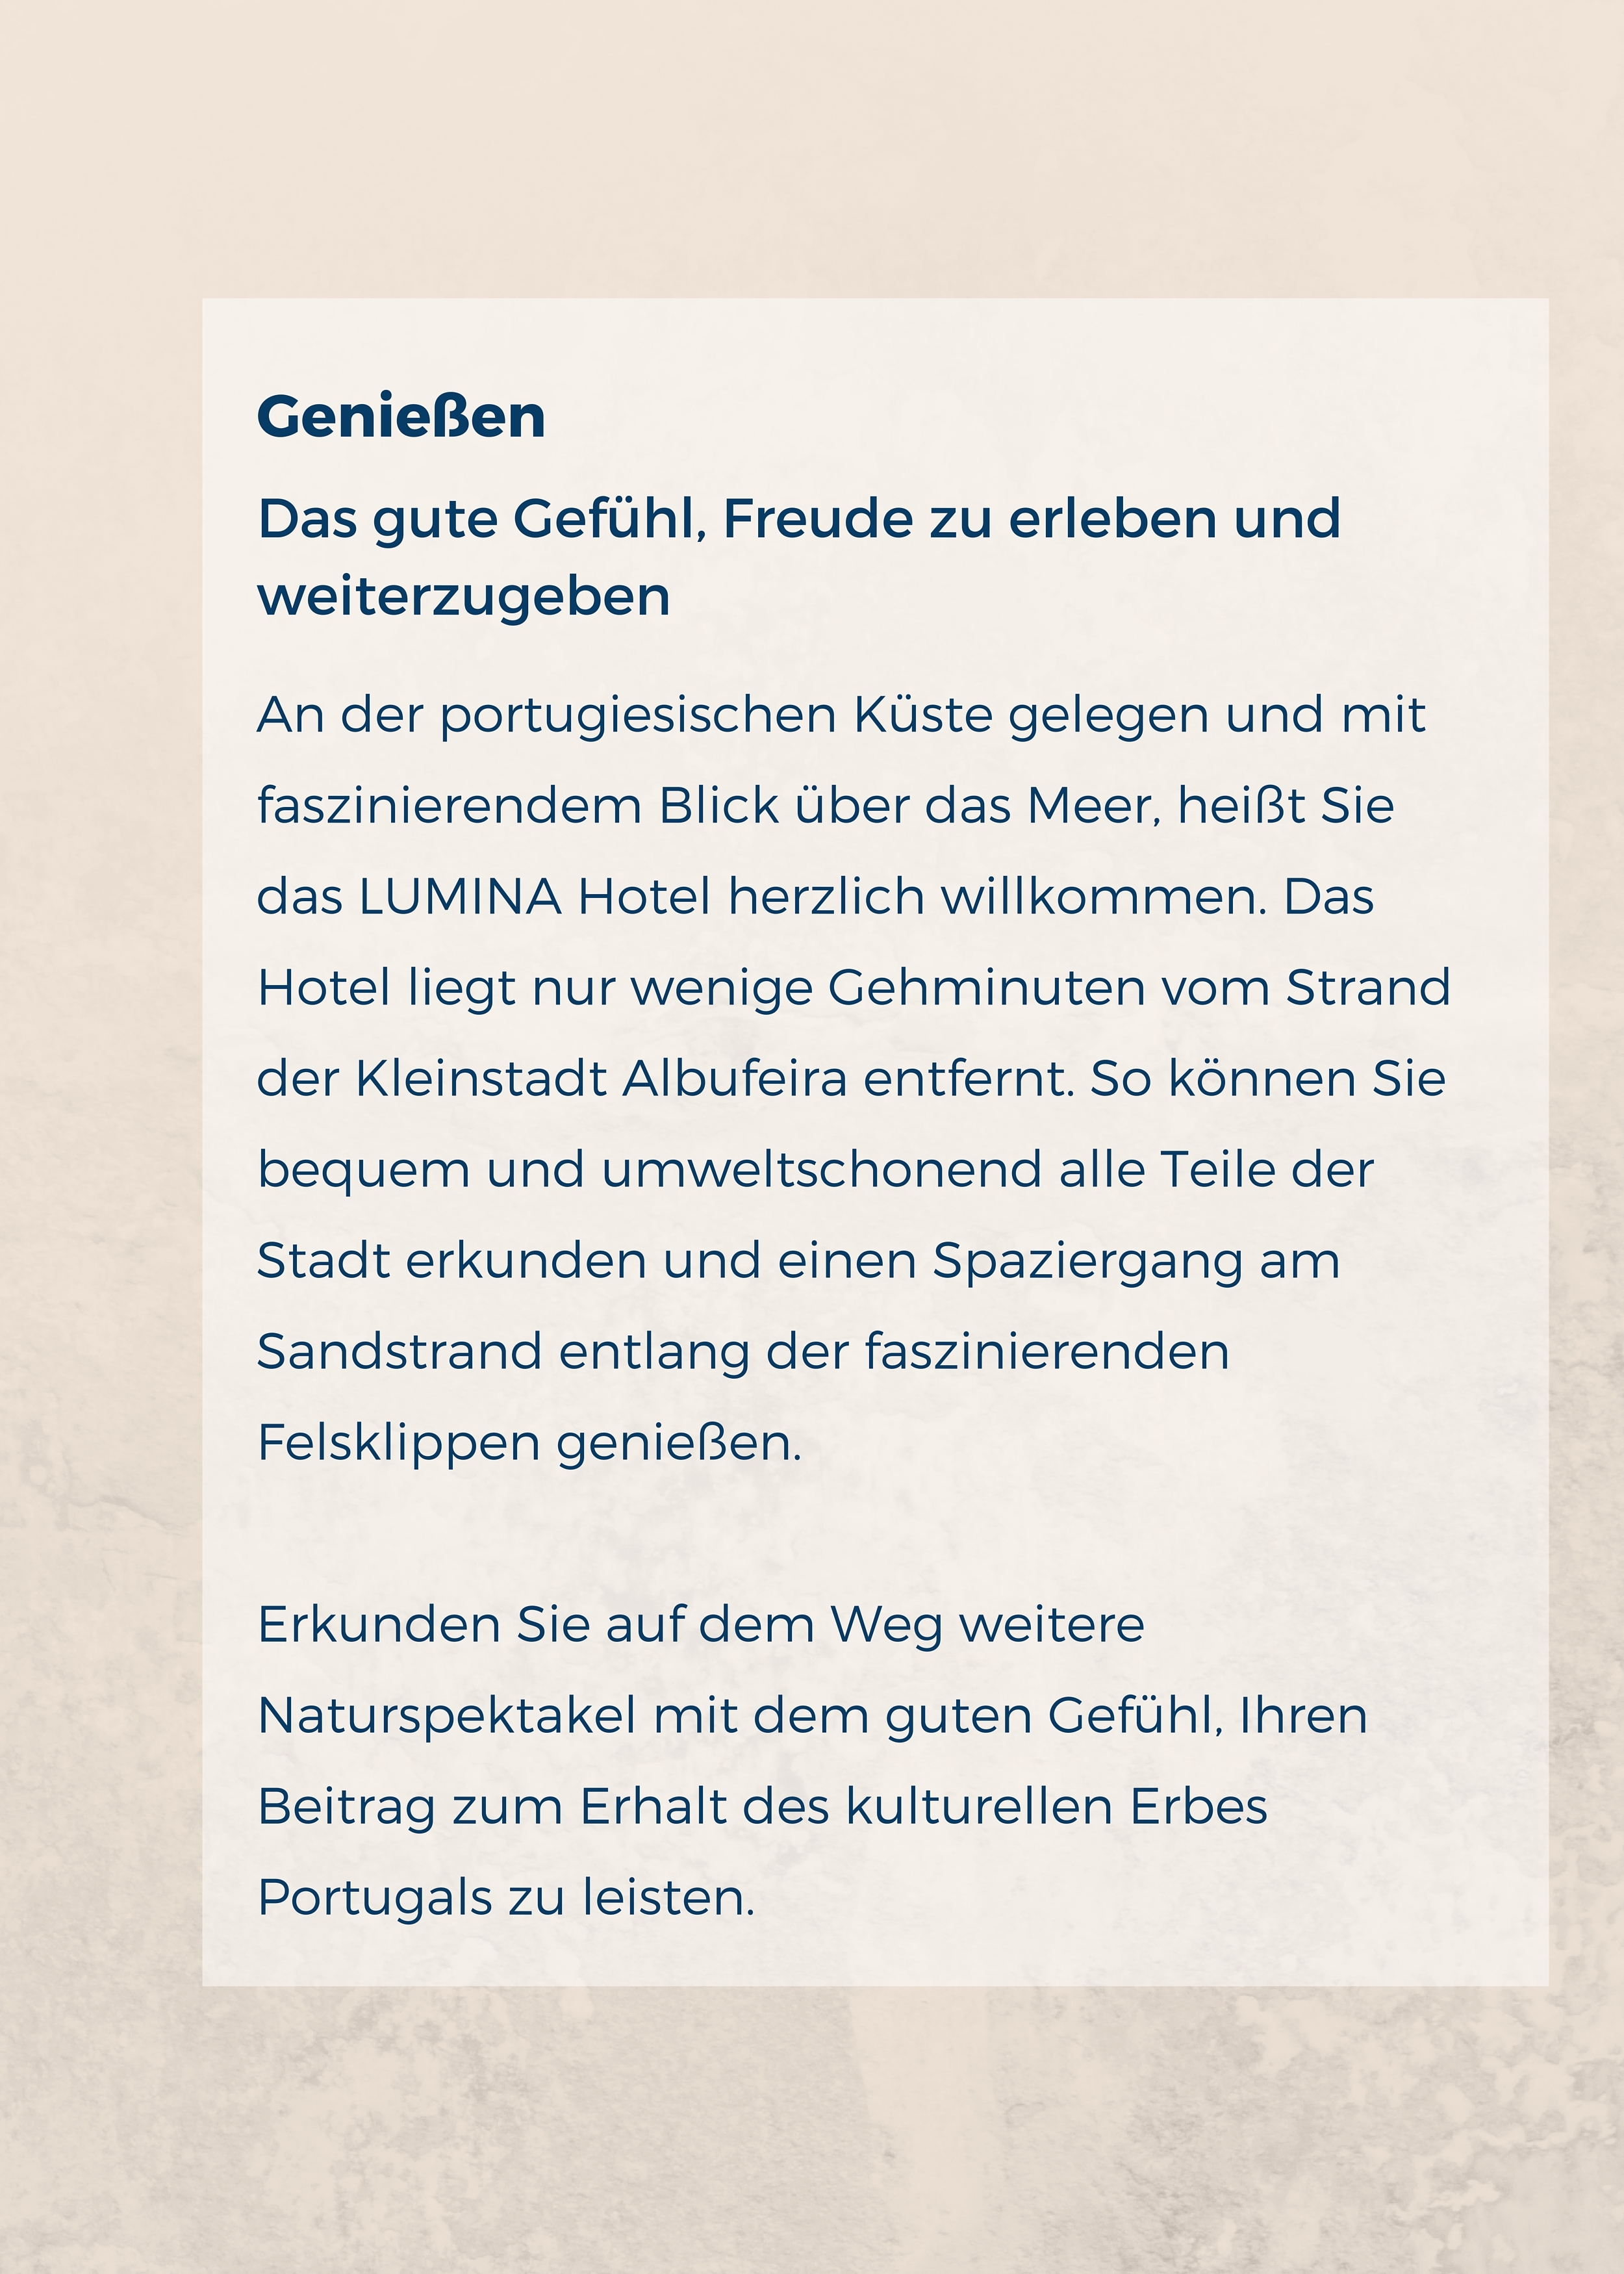 Genießen
Das gute Gefühl, Freude zu erleben und
weiterzugeben
An der portugiesischen Küste gelegen und mit
faszinierendem Blick über das Meer, heißt Sie
das LUMINA Hotel herzlich willkommen. Das
Hotel liegt nur wenige Gehminuten vom Strand
der Kleinstadt Albufeira entfernt. So können Sie
bequem und umweltschonend alle Teile der
Stadt erkunden und einen Spaziergang am
Sandstrand entlang der faszinierenden
Felsklippen genießen.
Erkunden Sie auf dem Weg weitere
Naturspektakel mit dem guten Gefühl, Ihren
Beitrag zum Erhalt des kulturellen Erbes
Portugals zu leisten.